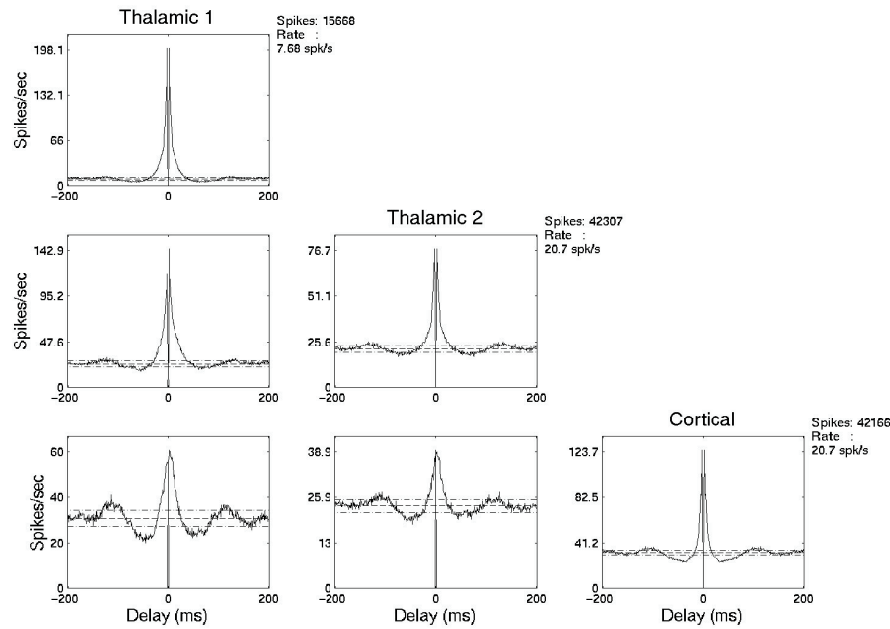 Thalamic 1
Spikes: 15668
Rate :
7.68 spk/s
Spikes/sec
198.1
132.1
66
0
-200 0 200
Thalamic 2
Spikes: 42307
Rate :
20.7 spk/s
142.9
95.2
47.6
0
-200 0 200
76.7
51.1
25.6
0
-200 0 200
Cortical
Spikes: 42166
Rate :
20.7 spk/s
Spikes/sec
60
40
20
0
-200 0 200
Delay (ms)
38.9
25.9
13
0
-200 0 200
Delay (ms)
123.7
82.5
41.2
0
-200 0 200
Delay (ms)